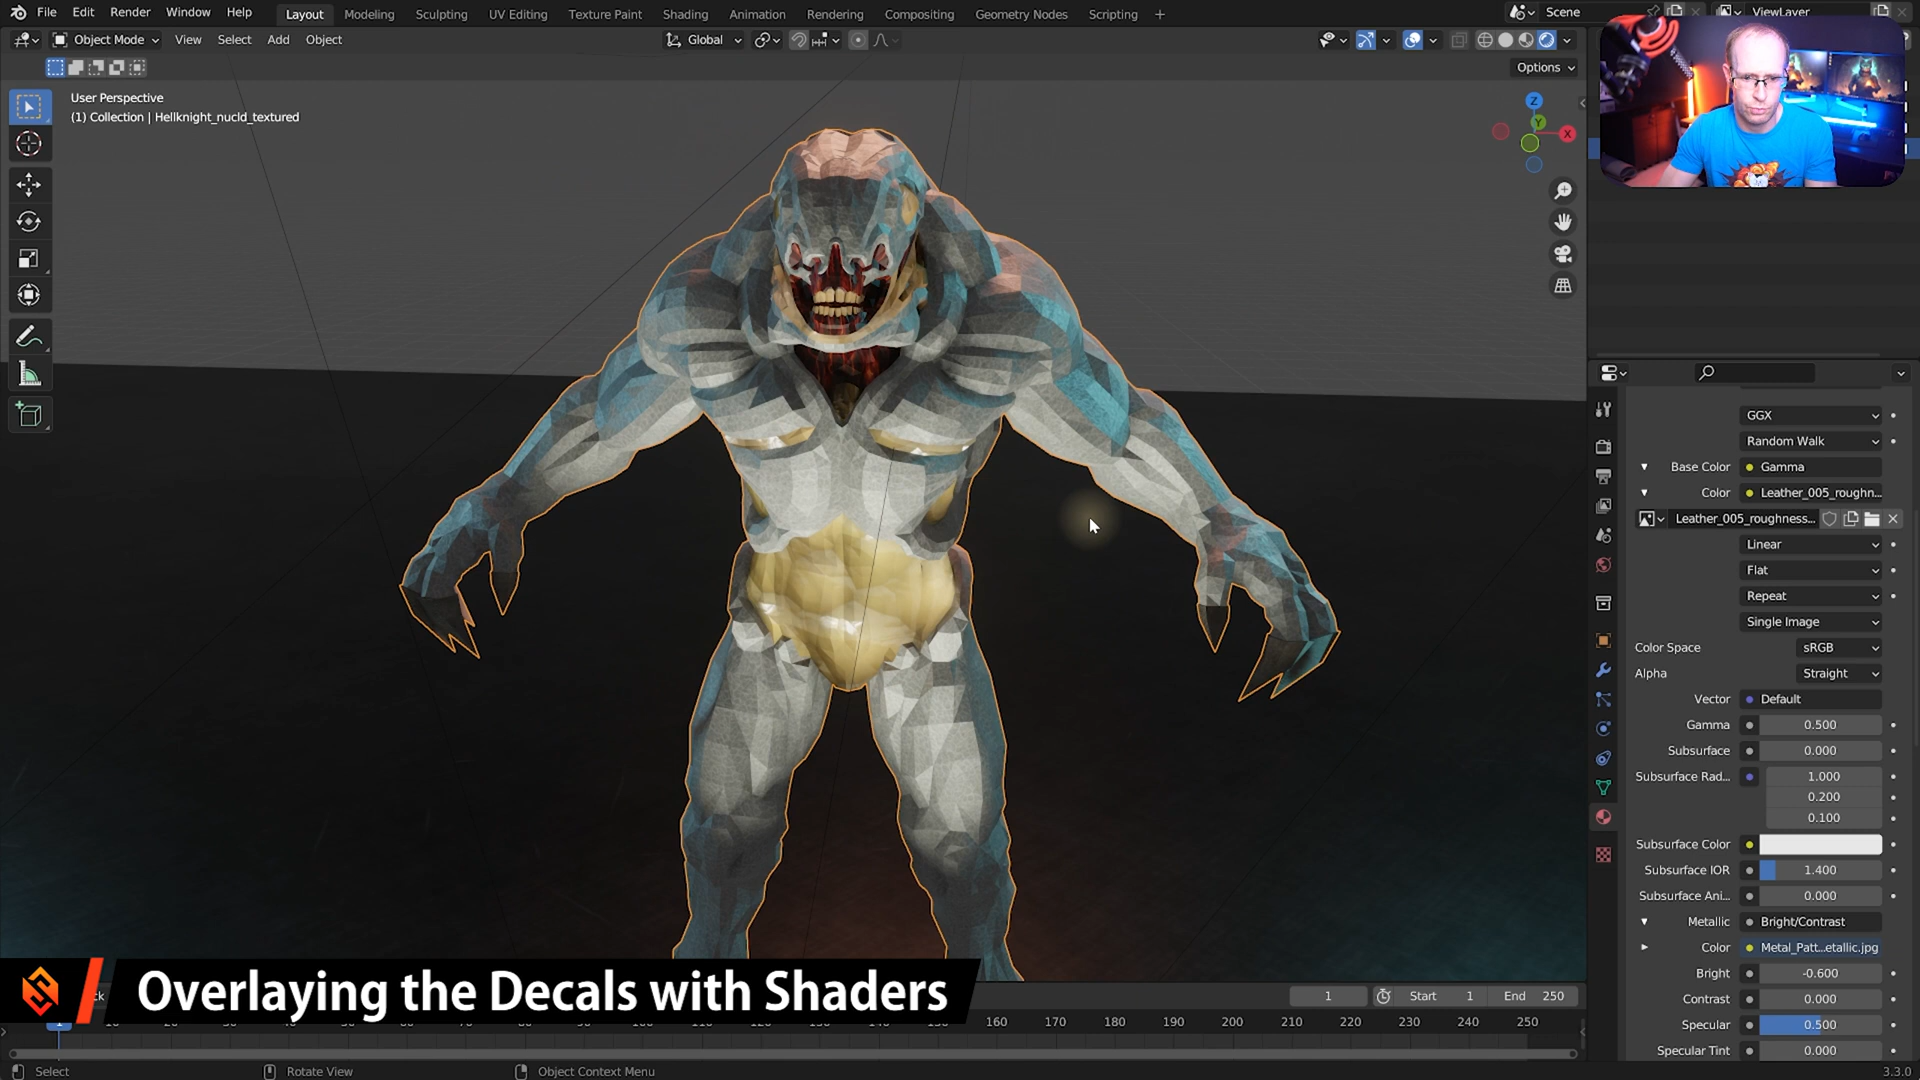 File Edit Render Window Help Layout Modeling Sculpting UV Editing Texture Paint Shading Animation Rendering Compositing Geometry Nodes Scripting + Scene ViewLayer
Object Mode View Select Add Object Global
Options
User Perspective
(1) Collection | Hellknight_nucld_textured
Z
Y
X
GGX
Random Walk
Base Color Gamma
Color Leather_005_roughn...
Leather_005_roughness...
Linear
Flat
Repeat
Single Image
Color Space sRGB
Alpha Straight
Vector Default
Gamma 0.500
Subsurface 0.000
Subsurface Rad... 1.000
0.200
0.100
Subsurface Color
Subsurface IOR 1.400
Subsurface Ani... 0.000
Metallic Bright/Contrast
Color Metal_Patt...etallic.jpg
Bright -0.600
Contrast 0.000
Specular 0.500
Specular Tint 0.000
Overlaying the Decals with Shaders
1 Start 1 End 250
1 160 170 180 190 200 210 220 230 240 250
Select Rotate View Object Context Menu 3.3.0